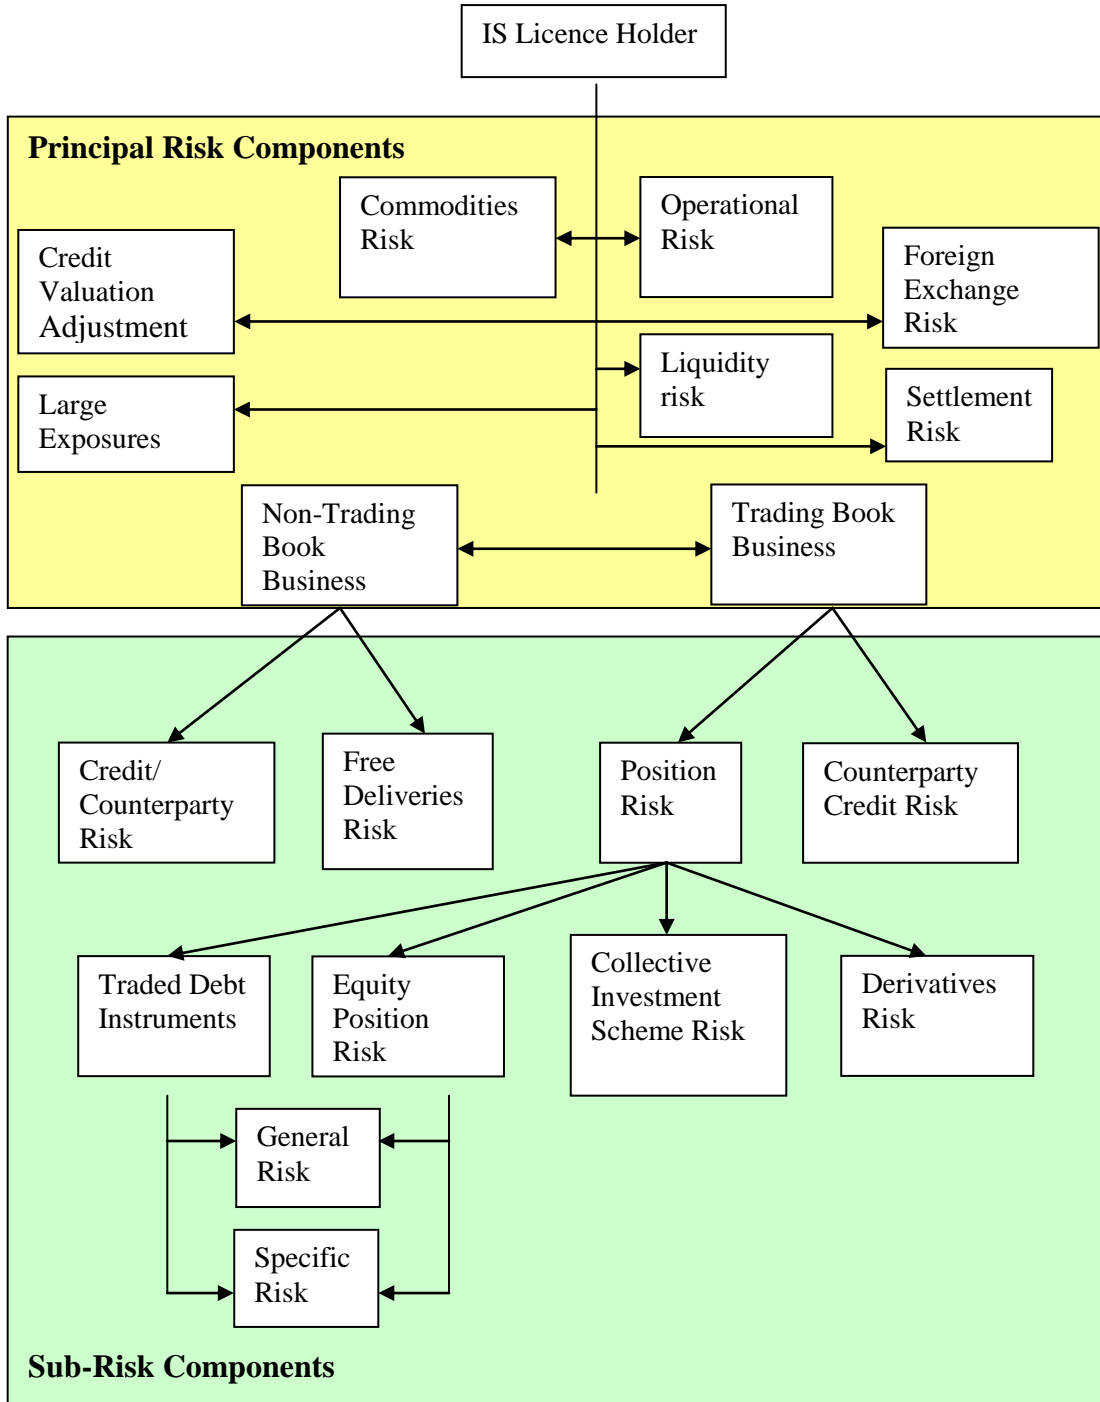 IS Licence Holder
Principal Risk Components
Commodities
Risk
Operational
Risk
Credit
Valuation
Adjustment
Foreign
Exchange
Risk
Liquidity
risk
Large
Exposures
Settlement
Risk
Non-Trading
Book
Business
Trading Book
Business
Credit/
Counterparty
Risk
Free
Deliveries
Risk
Position
Risk
Counterparty
Credit Risk
Traded Debt
Instruments
Equity
Position
Risk
Collective
Investment
Scheme Risk
Derivatives
Risk
General
Risk
Specific
Risk
Sub-Risk Components